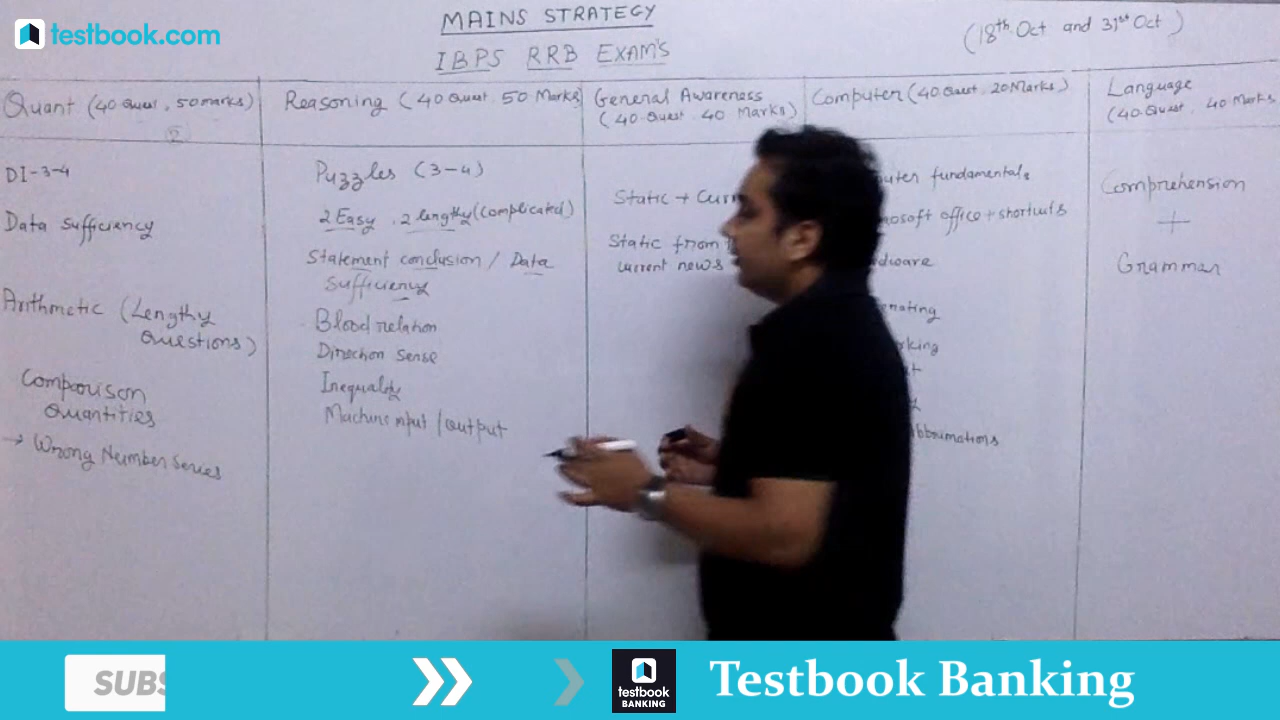 testbook.com
MAINS STRATEGY
IBPS RRB EXAM'S
(18th Oct and 31st Oct)
Quant (40 Quest, 50 marks)
DI-3-4
Data Sufficiency
Arithmetic (Lengthy
Questions)
Comparison
Quantities
→ Wrong Number Series
Reasoning (40 Quest 50 Marks)
Puzzles (3-4)
2 Easy, 2 lengthy (complicated)
Statement conclusion / Data
Sufficiency
Blood relation
Direction Sense
Inequality
Machine input / output
General Awareness
(40 Quest 40 Marks)
Static +
Static from
current news
Computer (40 Quest, 20 Marks)
fundamentals
office + shortcuts
Language
(40 Quest, 40 Marks
Comprehension
+
Grammar
SUBS
testbook
BANKING
Testbook Banking